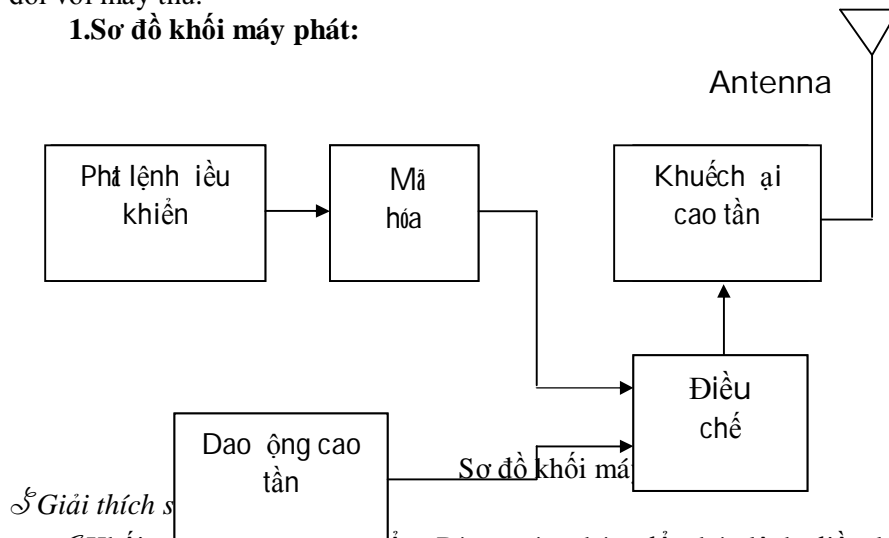 đối với máy thu.
1.Sơ đồ khối máy phát:
Antenna
Phát lệnh iều
khiển
Mã
hóa
Khuếch ại
cao tần
Điều
chế
Dao ộng cao
tần
Sơ đồ khối
Giải thích